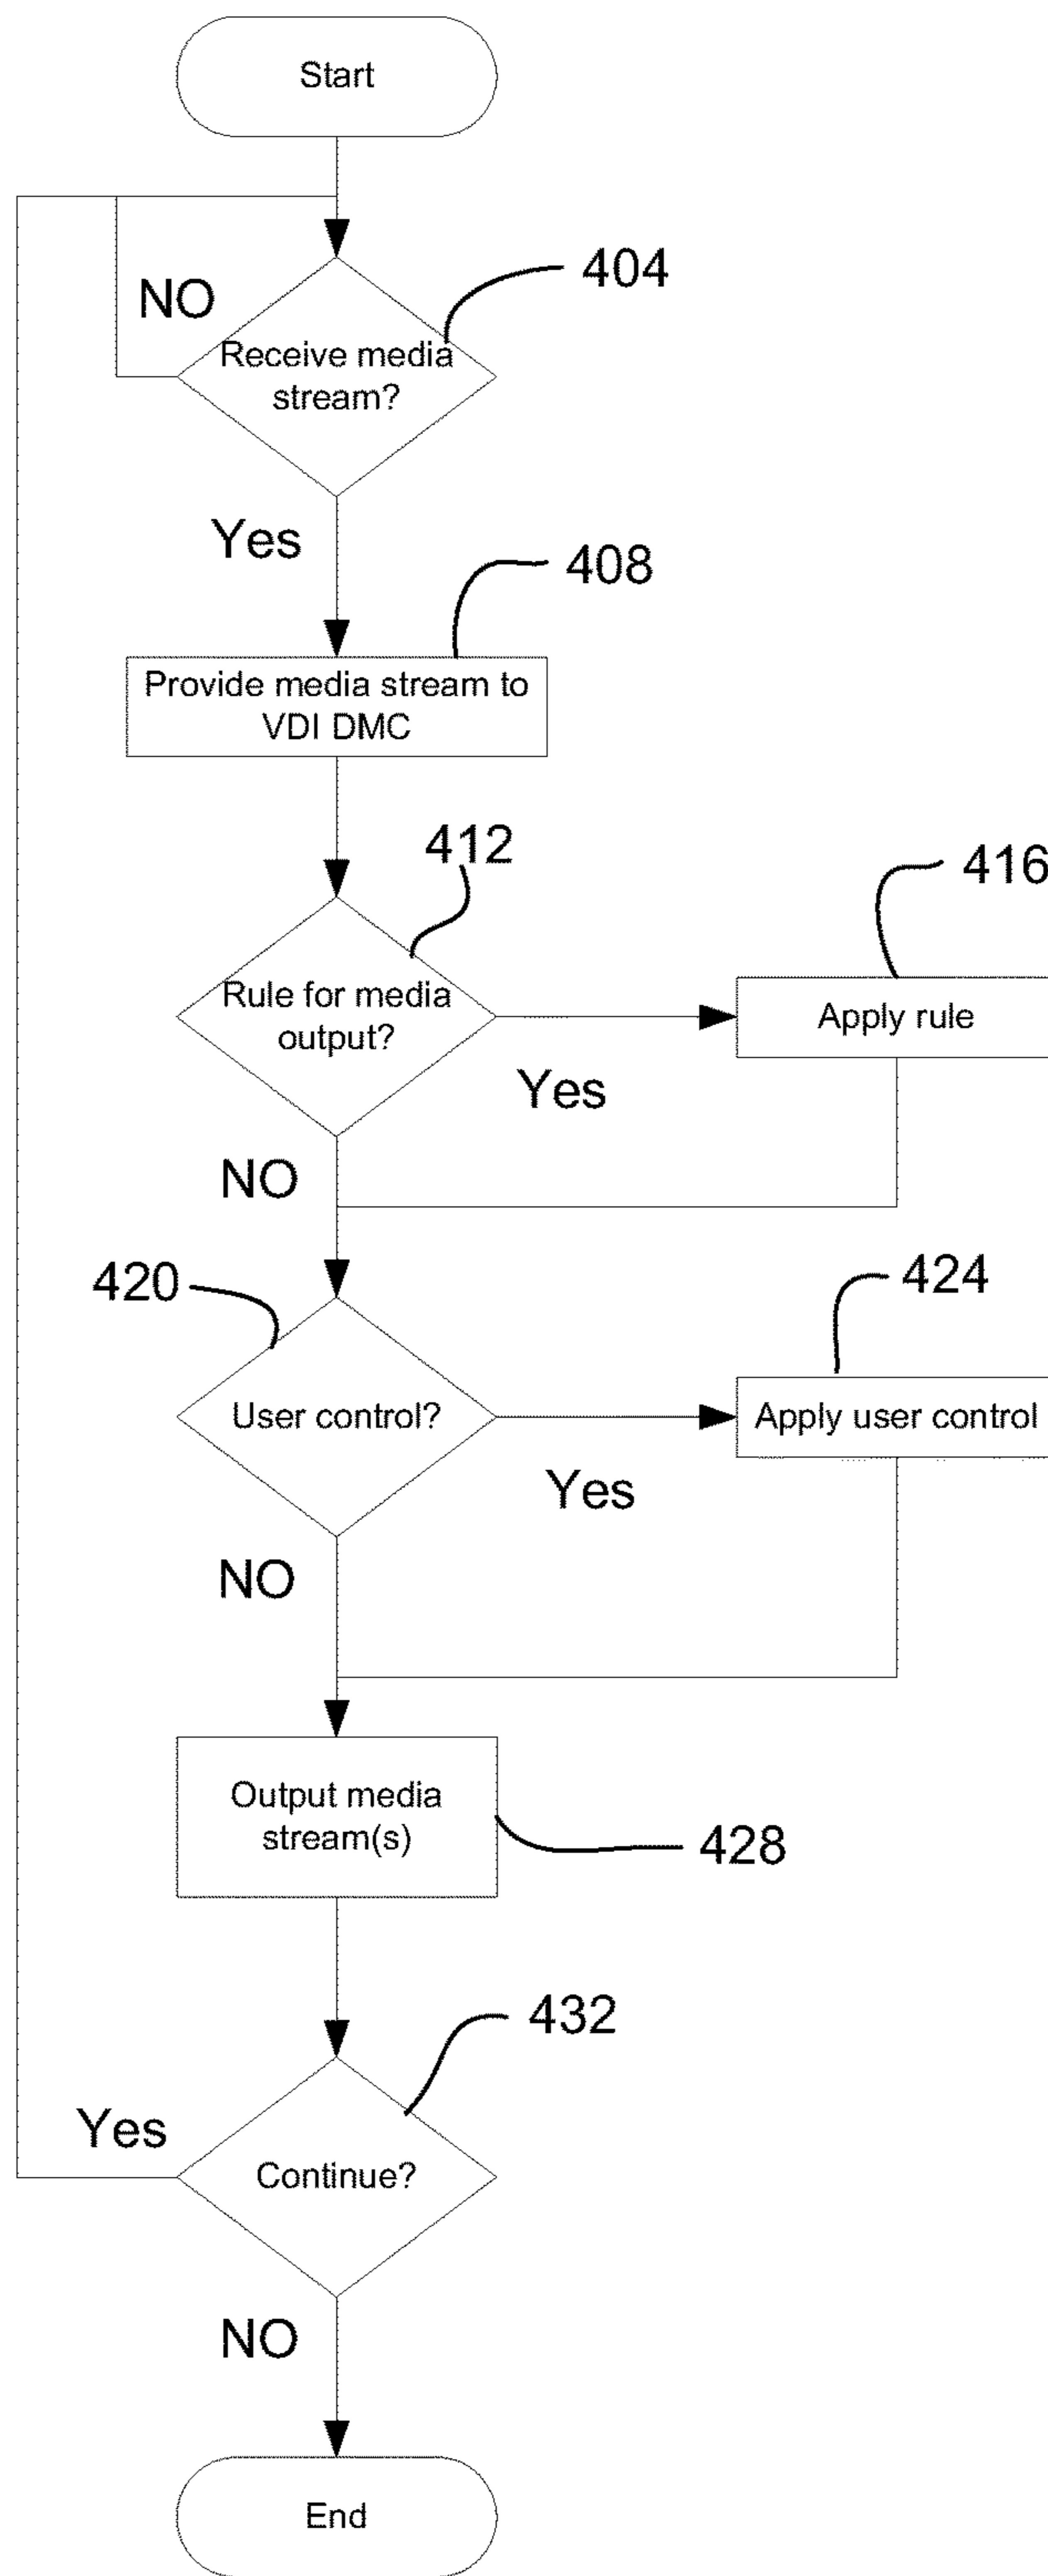 Start
NO
404
Receive media
stream?
Yes
408
Provide media stream to
VDI DMC
412
416
Rule for media
output?
Apply rule
Yes
NO
420
424
User control?
Apply user control
Yes
NO
Output media
stream(s)
428
432
Yes
Continue?
NO
End